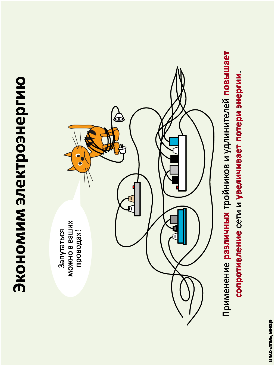 Экономим электроэнергию
Запутаться
можно в ваших
проводах!
Применение различных тройников и удлинителей повышает
сопротивление сети и увеличивает потери энергии.